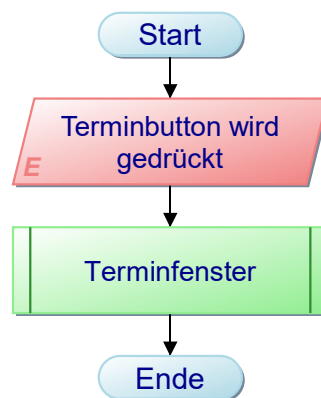 Start
Terminbutton wird
gedrückt
E
Terminfenster
Ende